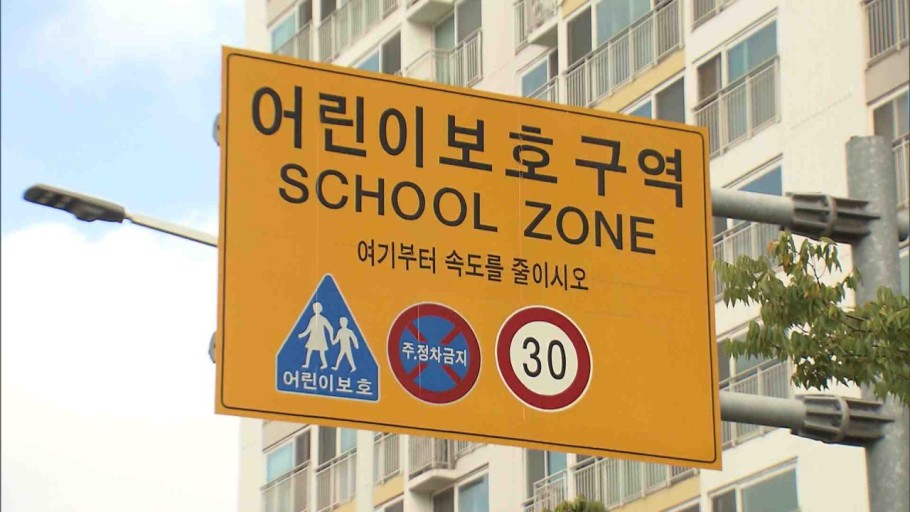 어린이보호구역
SCHOOL ZONE
여기부터 속도를 줄이시오
어린이보호
주.정차금지
30